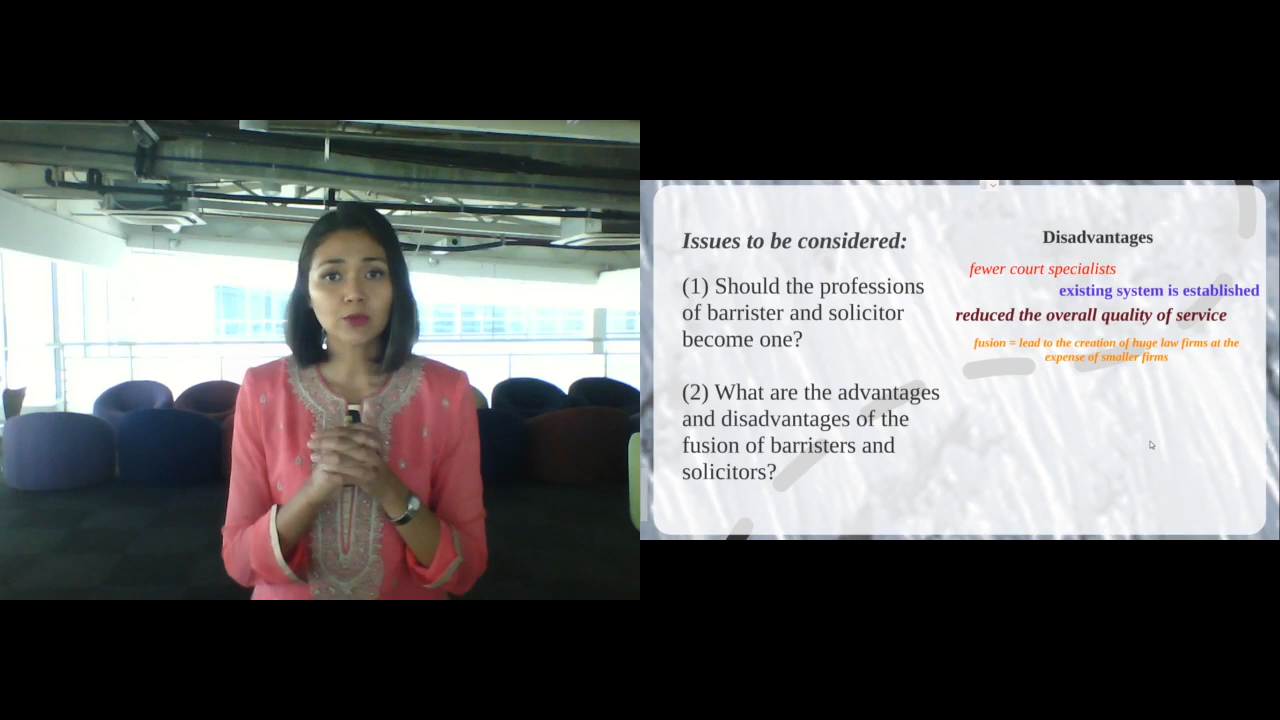 Issues to be considered:
(1) Should the professions
of barrister and solicitor
become one?
(2) What are the advantages
and disadvantages of the
fusion of barristers and
solicitors?
Disadvantages
fewer court specialists
existing system is established
reduced the overall quality of service
fusion = lead to the creation of huge law firms at the
expense of smaller firms